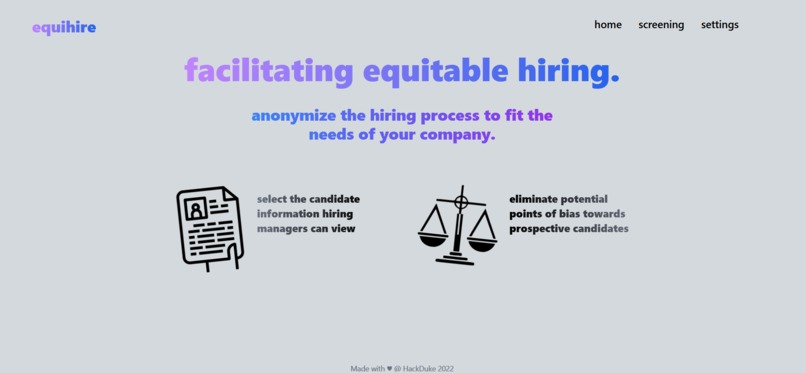 equihire
home screening settings
facilitating equitable hiring.
anonymize the hiring process to fit the
needs of your company.
select the candidate
information hiring
managers can view
eliminate potential
points of bias towards
prospective candidates
Made with ♥ @ HackDuke 2022